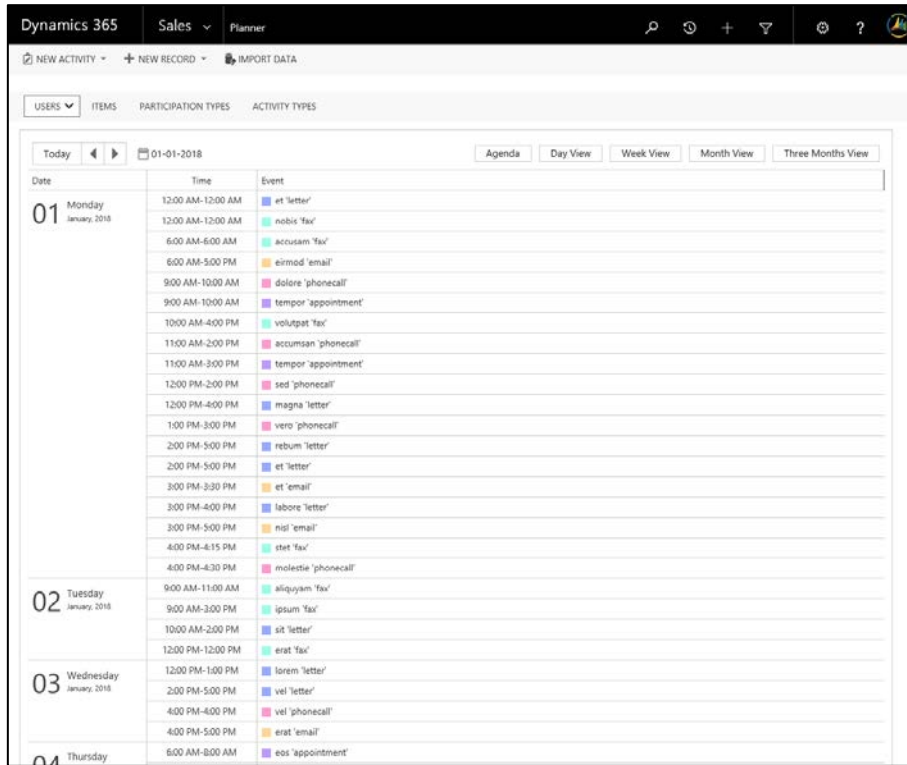 Dynamics 365 Sales Planner ?
NEW ACTIVITY NEW RECORD IMPORT DATA
USERS ITEMS PARTICIPATION TYPES ACTIVITY TYPES
Today 01-01-2018 Agenda Day View Week View Month View Three Months View
Date Time Event
01 Monday
January, 2018
12:00 AM-12:00 AM et 'letter'
12:00 AM-12:00 AM nobis 'fax'
6:00 AM-6:00 AM accusam 'fax'
6:00 AM-5:00 PM eirmod 'email'
9:00 AM-10:00 AM dolore 'phonecall'
9:00 AM-10:00 AM tempor 'appointment'
10:00 AM-4:00 PM volutpat 'fax'
11:00 AM-2:00 PM accumsan 'phonecall'
11:00 AM-3:00 PM tempor 'appointment'
12:00 PM-2:00 PM sed 'phonecall'
12:00 PM-4:00 PM magna 'letter'
1:00 PM-3:00 PM vero 'phonecall'
2:00 PM-5:00 PM rebum 'letter'
2:00 PM-5:00 PM et 'letter'
3:00 PM-3:30 PM et 'email'
3:00 PM-4:00 PM labore 'letter'
3:00 PM-5:00 PM nisl 'email'
4:00 PM-4:15 PM stet 'fax'
4:00 PM-4:30 PM molestie 'phonecall'
02 Tuesday
January, 2018
9:00 AM-11:00 AM aliquyam 'fax'
9:00 AM-3:00 PM ipsum 'fax'
10:00 AM-2:00 PM sit 'letter'
12:00 PM-12:00 PM erat 'fax'
03 Wednesday
January, 2018
12:00 PM-1:00 PM lorem 'letter'
2:00 PM-5:00 PM vel 'letter'
4:00 PM-4:00 PM vel 'phonecall'
4:00 PM-5:00 PM erat 'email'
04 Thursday
6:00 AM-8:00 AM eos 'appointment'